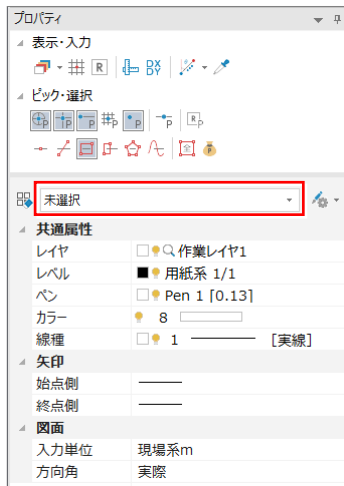 プロパティ
表示・入力
R DX BY
ピック・選択
P P P P P P R P
P
未選択
共通属性
レイヤ 作業レイヤ1
レベル 用紙系 1/1
ペン Pen 1 [0.13]
カラー 8
線種 1 [実線]
矢印
始点側
終点側
図面
入力単位 現場系m
方向角 実際